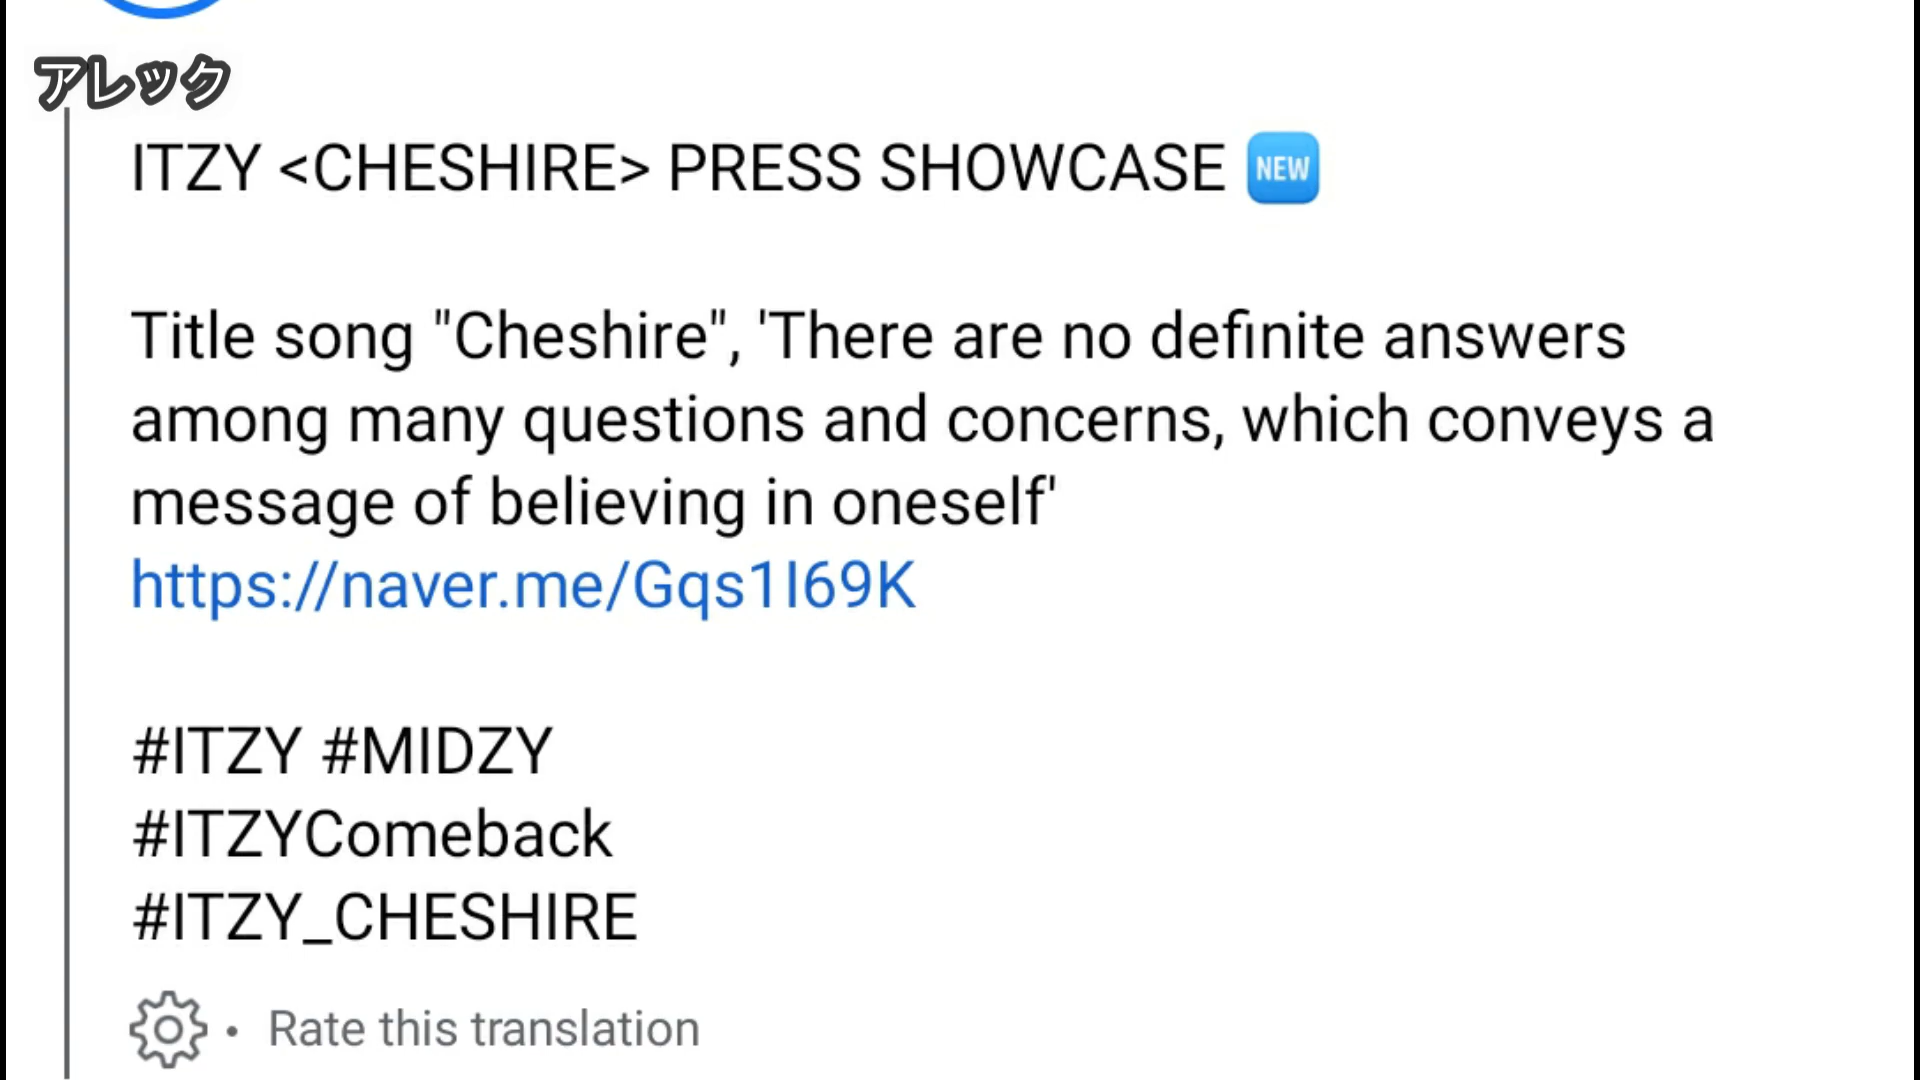 アレック
ITZY <CHESHIRE> PRESS SHOWCASE NEW
Title song "Cheshire", 'There are no definite answers
among many questions and concerns, which conveys a
message of believing in oneself'
https://naver.me/Gqs1I69K
#ITZY #MIDZY
#ITZYComeback
#ITZY_CHESHIRE
• Rate this translation